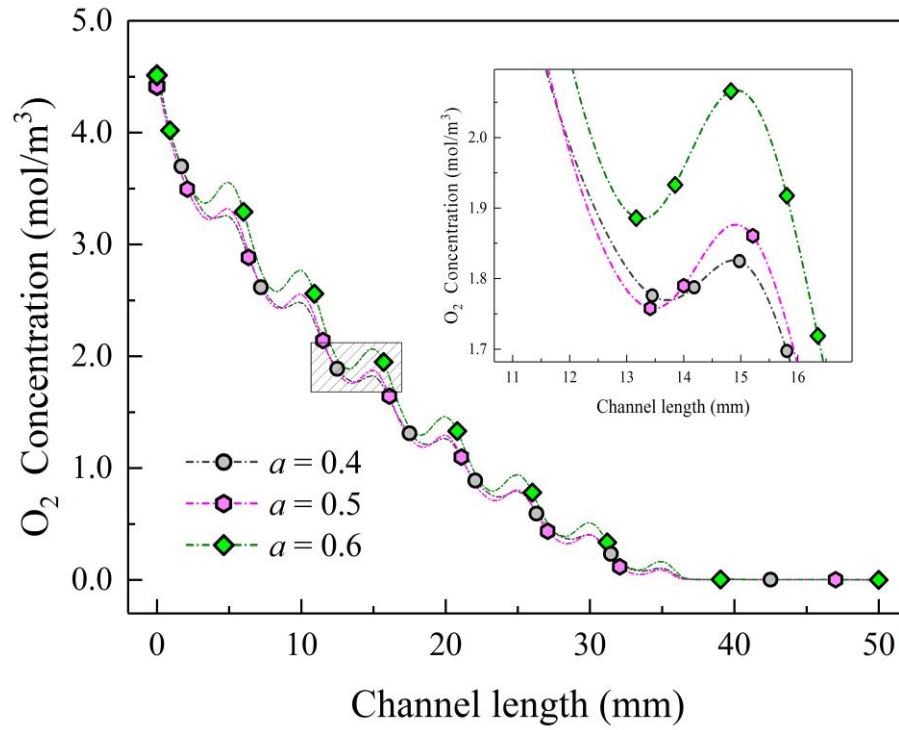 O₂ Concentration (mol/m³)
5.0
4.0
3.0
2.0
1.0
0.0
0 10 20 30 40 50
Channel length (mm)
a = 0.4
a = 0.5
a = 0.6
O₂ Concentration (mol/m³)
2.0
1.9
1.8
1.7
11 12 13 14 15 16
Channel length (mm)